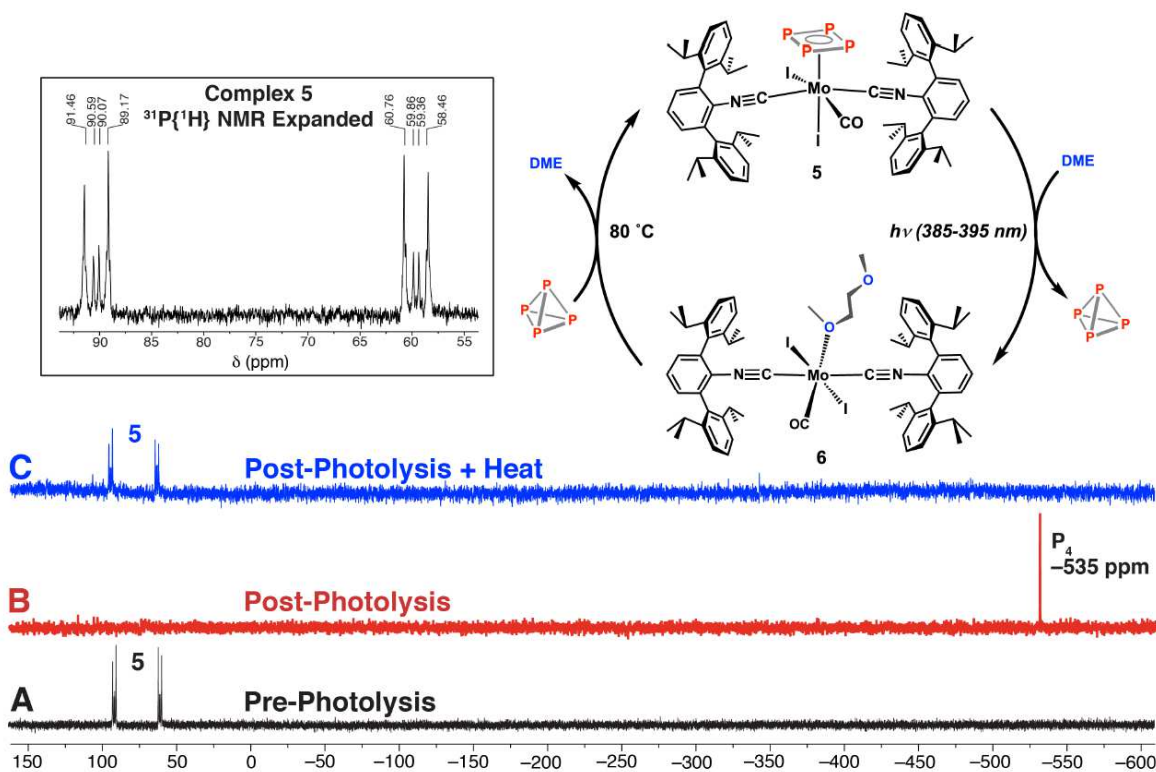 Complex 5
³¹P{¹H} NMR Expanded
91.46
90.59
90.07
89.17
60.76
59.86
59.36
58.46
90 85 80 75 70 65 60 55
δ (ppm)
P P P P
I
N≡C Mo C≡N
CO
I
5
DME
DME
80 ˚C
hν (385-395 nm)
P P P P
P P P P
O
O
I
N≡C Mo C≡N
I
OC
6
C 5 Post-Photolysis + Heat
P₄
–535 ppm
B Post-Photolysis
A 5 Pre-Photolysis
150 100 50 0 −50 −100 −150 −200 −250 −300 −350 −400 −450 −500 −550 −600